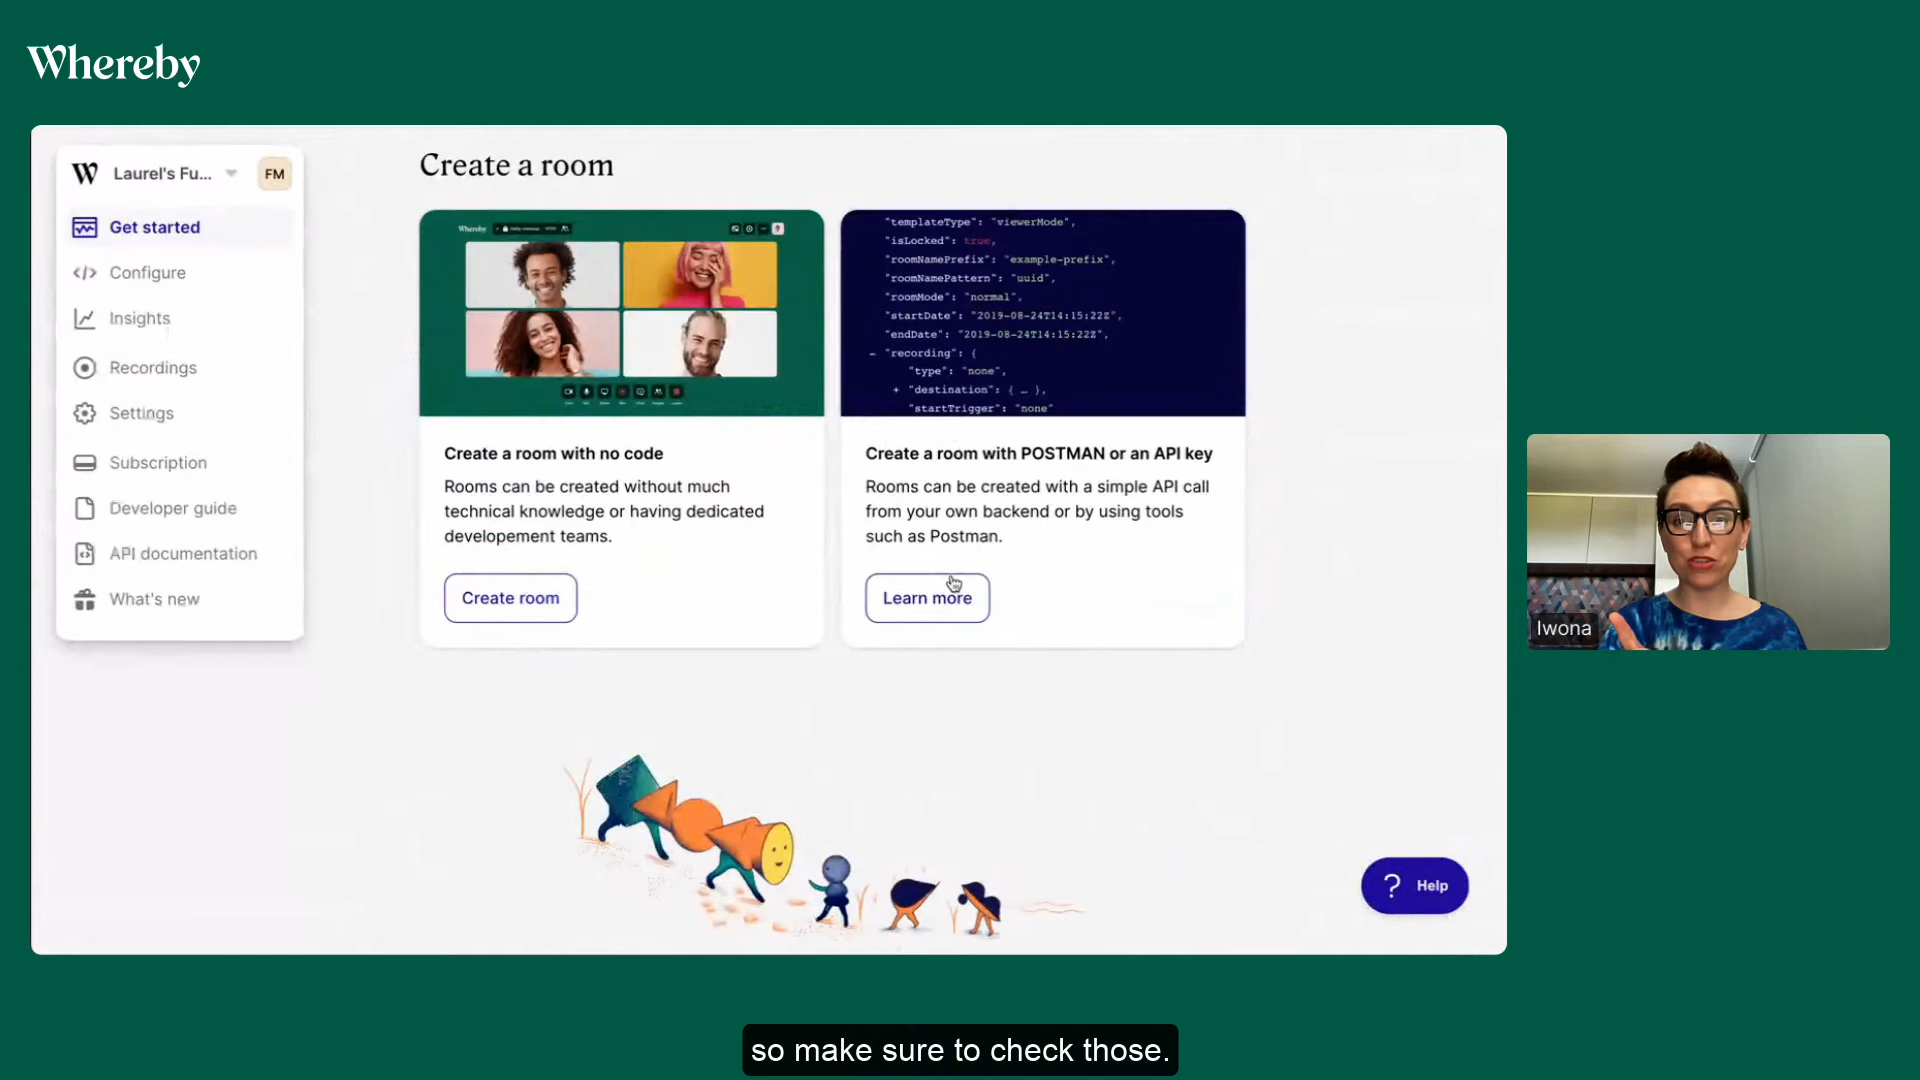 Whereby
W Laurel's Fu... FM
Get started
Configure
Insights
Recordings
Settings
Subscription
Developer guide
API documentation
What's new
Create a room
Whereby
Create a room with no code
Rooms can be created without much
technical knowledge or having dedicated
developement teams.
Create room
"templateType": "viewerMode",
"isLocked": true,
"roomNamePrefix": "example-prefix",
"roomNamePattern": "uuid",
"roomMode": "normal",
"startDate": "2019-08-24T14:15:22Z",
"endDate": "2019-08-24T14:15:22Z",
– "recording": {
"type": "none",
+ "destination": { … },
"startTrigger": "none"
Create a room with POSTMAN or an API key
Rooms can be created with a simple API call
from your own backend or by using tools
such as Postman.
Learn more
? Help
Iwona
so make sure to check those.